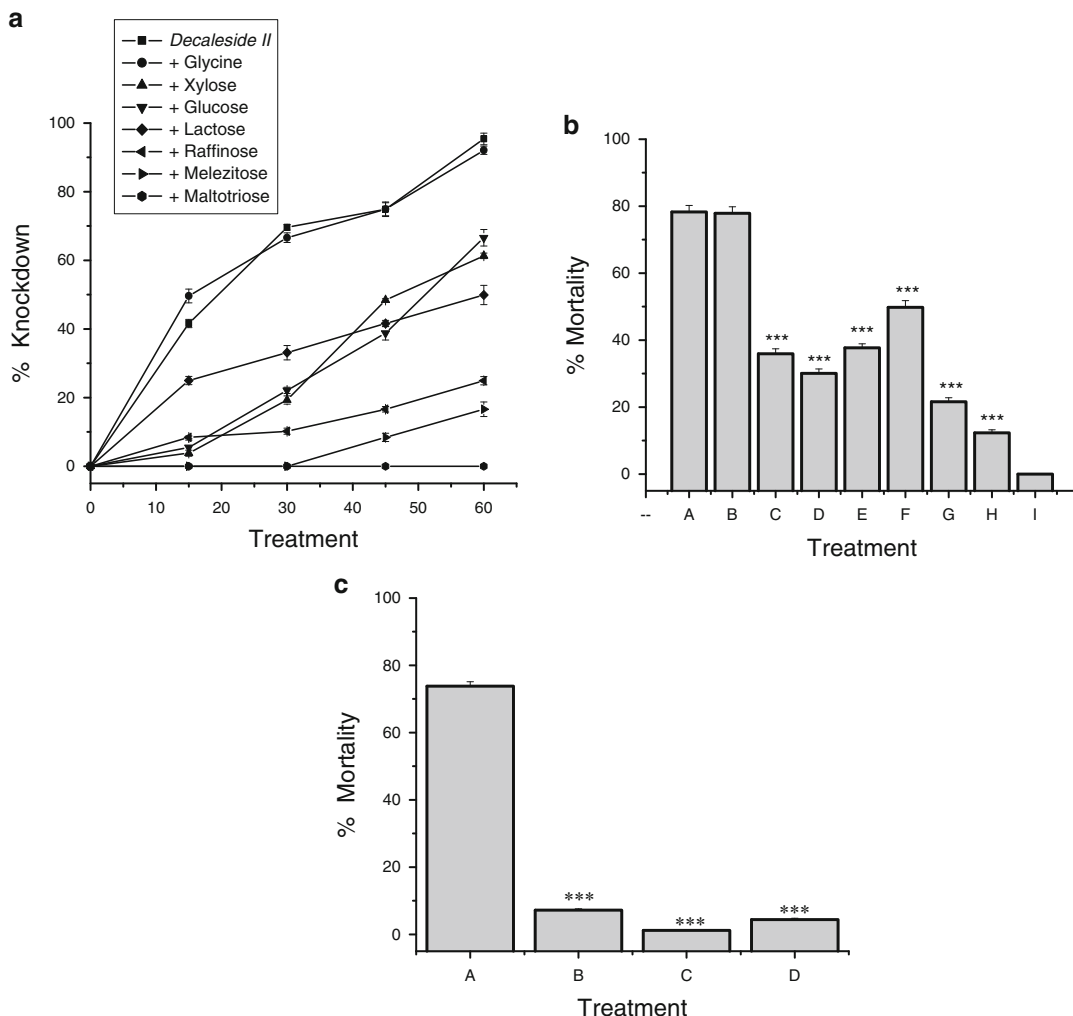 a
Decaleside II
+ Glycine
+ Xylose
+ Glucose
+ Lactose
+ Raffinose
+ Melezitose
+ Maltotriose
100
80
60
40
20
0
% Knockdown
0 10 20 30 40 50 60
Treatment
b
100
80
60
40
20
0
% Mortality
***
***
***
***
***
***
-- A B C D E F G H I
Treatment
c
100
80
60
40
20
0
% Mortality
***
***
***
A B C D
Treatment